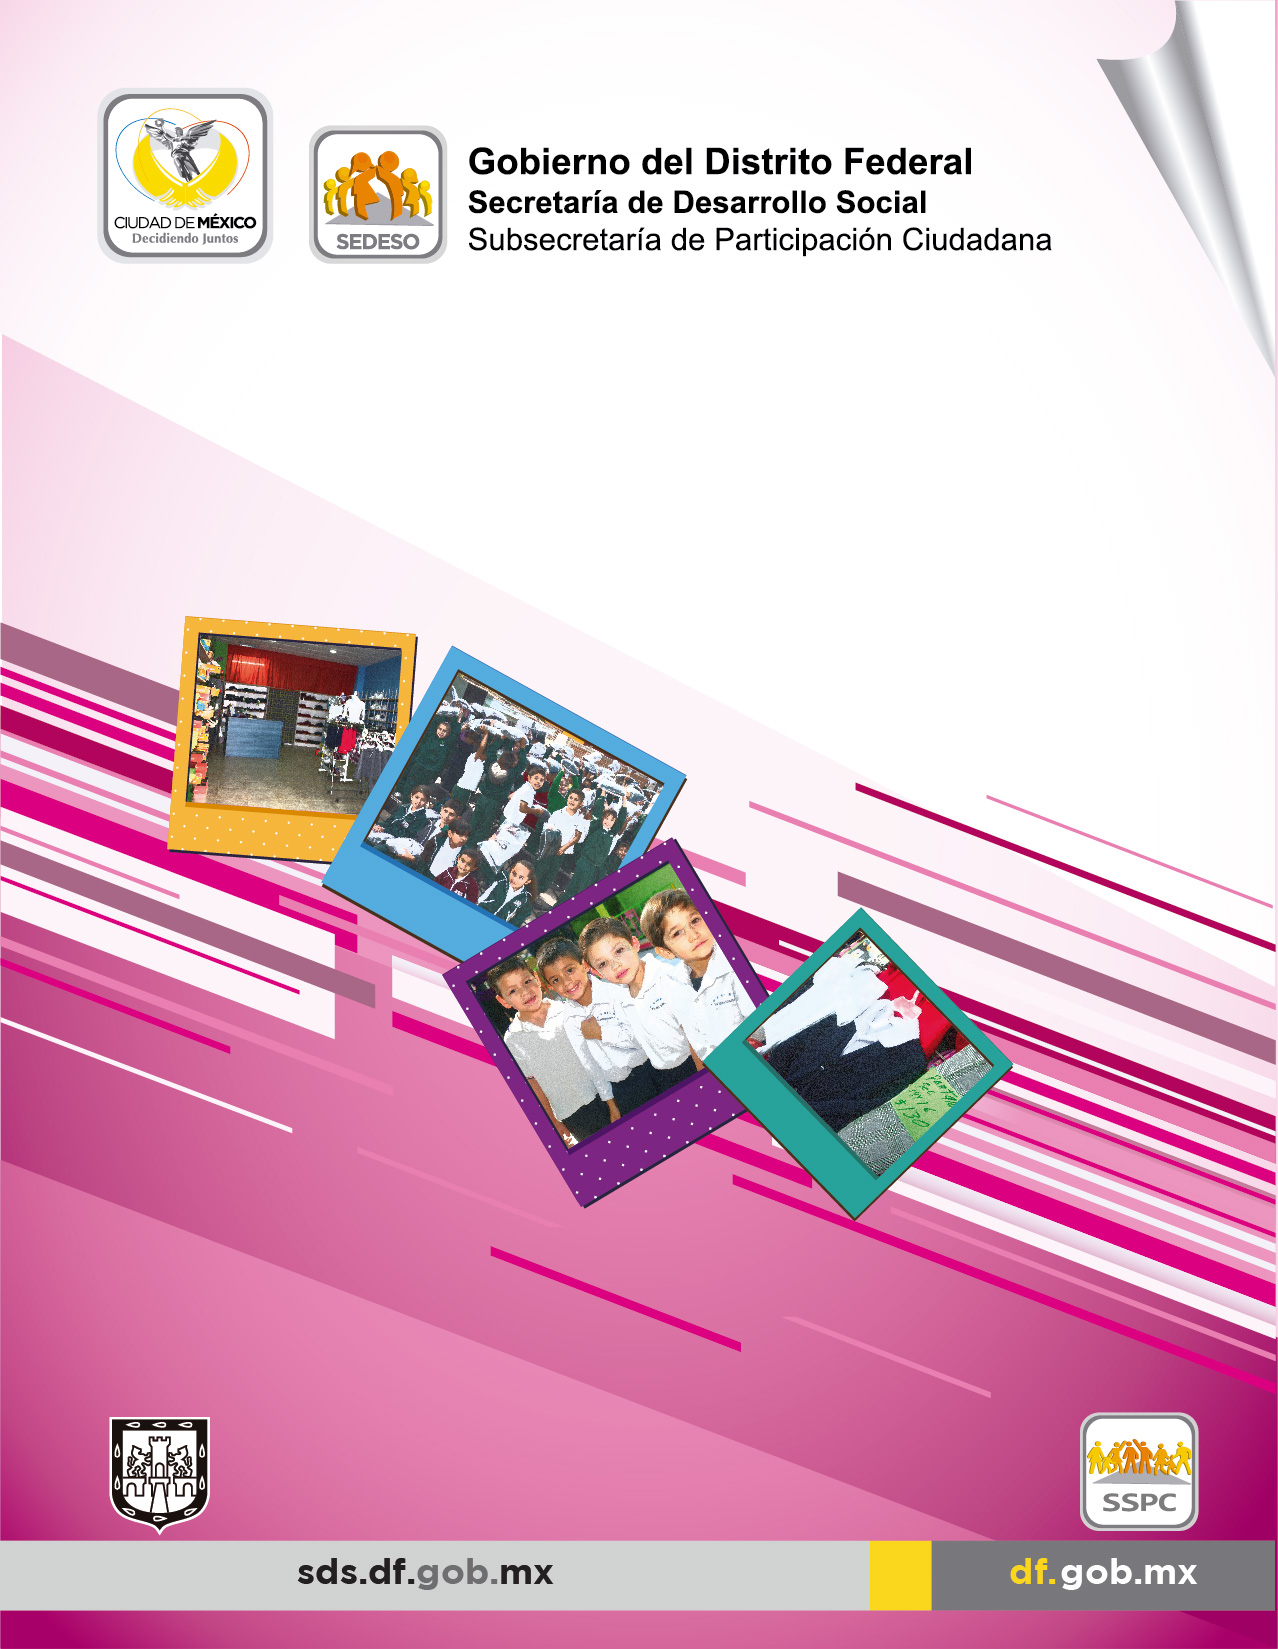 CIUDAD DE MÉXICO
Decidiendo Juntos
SEDESO
Gobierno del Distrito Federal
Secretaría de Desarrollo Social
Subsecretaría de Participación Ciudadana
$130
SSPC
sds.df.gob.mx
df.gob.mx